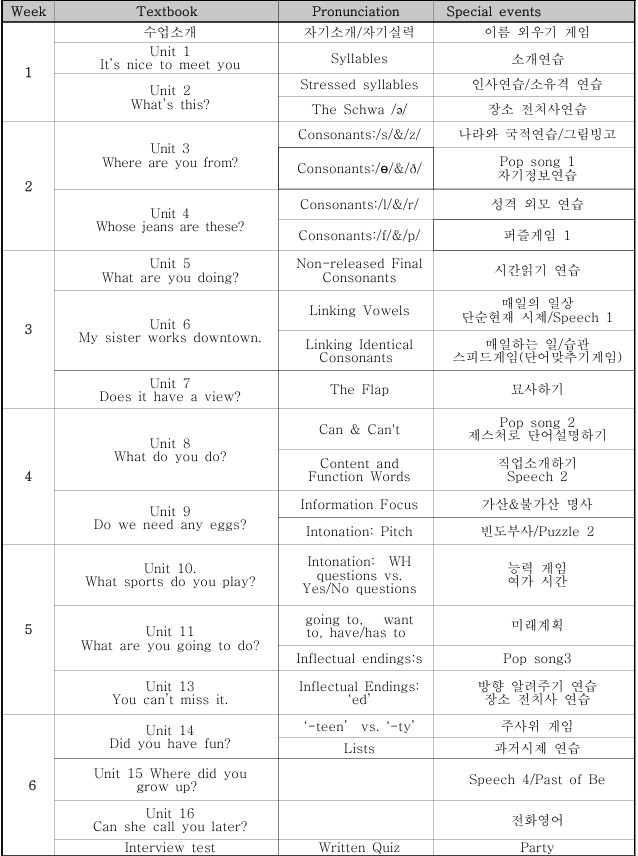 Week Textbook Pronunciation Special events
1
수업소개 자기소개/자기실력 이름 외우기 게임
Unit 1
It's nice to meet you
Syllables 소개연습
Unit 2
What's this?
Stressed syllables 인사연습/소유격 연습
The Schwa /ə/ 장소 전치사연습
2
Unit 3
Where are you from?
Consonants:/s/&/z/ 나라와 국적연습/그림빙고
Consonants:/ɵ/&/ð/
Pop song 1
자기정보연습
Unit 4
Whose jeans are these?
Consonants:/l/&/r/ 성격 외모 연습
Consonants:/f/&/p/ 퍼즐게임 1
3
Unit 5
What are you doing?
Non-released Final
Consonants
시간읽기 연습
Unit 6
My sister works downtown.
Linking Vowels
매일의 일상
단순현재 시제/Speech 1
Linking Identical
Consonants
매일하는 일/습관
스피드게임(단어맞추기게임)
Unit 7
Does it have a view?
The Flap 묘사하기
4
Unit 8
What do you do?
Can & Can't
Pop song 2
제스처로 단어설명하기
Content and
Function Words
직업소개하기
Speech 2
Unit 9
Do we need any eggs?
Information Focus 가산&불가산 명사
Intonation: Pitch 빈도부사/Puzzle 2
5
Unit 10.
What sports do you play?
Intonation: WH
questions vs.
Yes/No questions
능력 게임
여가 시간
Unit 11
What are you going to do?
going to, want
to, have/has to
미래계획
Inflectual endings:s Pop song3
Unit 13
You can't miss it.
Inflectual Endings:
'ed'
방향 알려주기 연습
장소 전치사 연습
6
Unit 14
Did you have fun?
'-teen' vs. '-ty' 주사위 게임
Lists 과거시제 연습
Unit 15 Where did you
grow up?
Speech 4/Past of Be
Unit 16
Can she call you later?
전화영어
Interview test Written Quiz Party